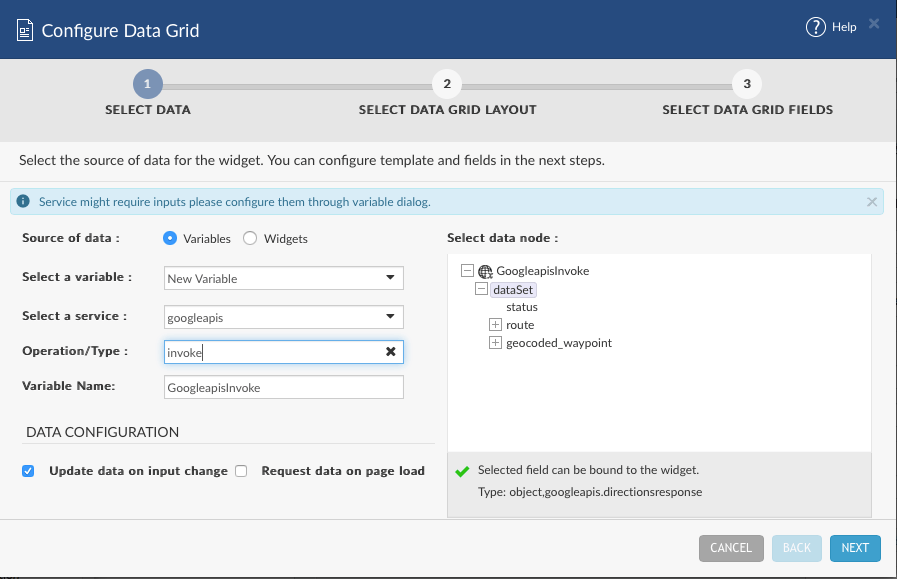 Configure Data Grid
Help
1
2
3
SELECT DATA
SELECT DATA GRID LAYOUT
SELECT DATA GRID FIELDS
Select the source of data for the widget. You can configure template and fields in the next steps.
Service might require inputs please configure them through variable dialog.
Source of data :
Variables
Widgets
Select a variable :
New Variable
Select a service :
googleapis
Operation/Type :
invoke
Variable Name:
GoogleapisInvoke
DATA CONFIGURATION
Update data on input change
Request data on page load
Select data node :
GoogleapisInvoke
dataSet
status
route
geocoded_waypoint
Selected field can be bound to the widget.
Type: object,googleapis.directionsresponse
CANCEL
BACK
NEXT